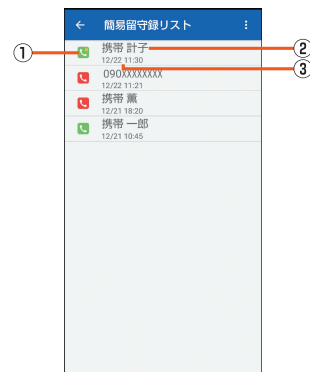 簡易留守録リスト
① 携帯 計子 ②
12/22 11:30 ③
090XXXXXXXX
12/22 11:21
携帯 薫
12/21 18:20
携帯 一郎
12/21 10:45